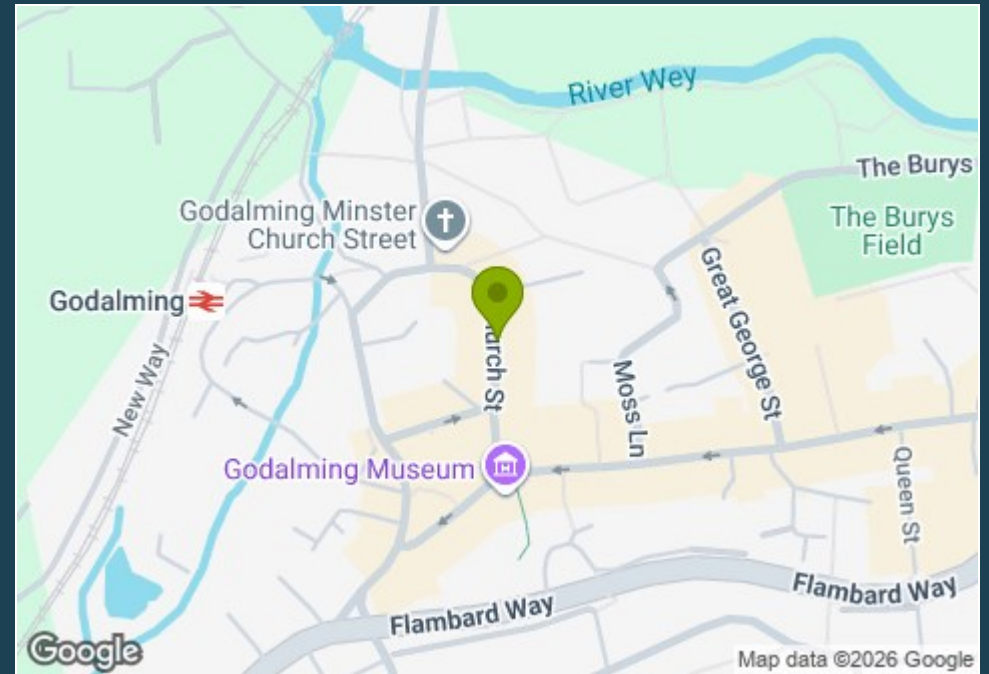 River Wey
The Burys
Godalming Minster
Church Street
The Burys
Field
Godalming
Great George St
New Way
Moss Ln
Godalming Museum
Queen St
Flambard Way
Flambard Way
Google
Map data ©2026 Google